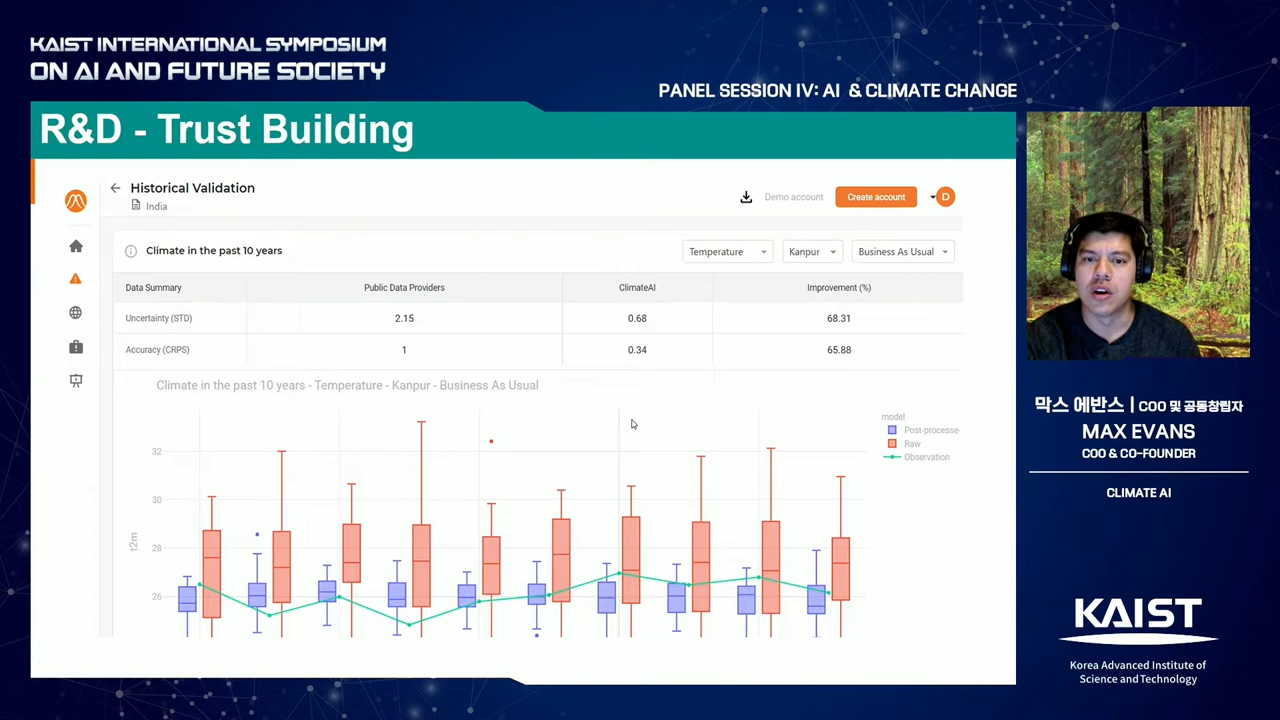 KAIST INTERNATIONAL SYMPOSIUM
ON AI AND FUTURE SOCIETY
PANEL SESSION IV: AI & CLIMATE CHANGE
R&D - Trust Building
Historical Validation
India
Demo account
Create account
D
Climate in the past 10 years
Temperature
Kanpur
Business As Usual
Data Summary
Public Data Providers
ClimateAI
Improvement (%)
Uncertainty (STD)
2.15
0.68
68.31
Accuracy (CRPS)
1
0.34
65.88
Climate in the past 10 years - Temperature - Kanpur - Business As Usual
model
Post-processe
Raw
Observation
32
30
28
26
t2m
막스 에반스 | COO 및 공동창립자
MAX EVANS
COO & CO-FOUNDER
CLIMATE AI
KAIST
Korea Advanced Institute of
Science and Technology